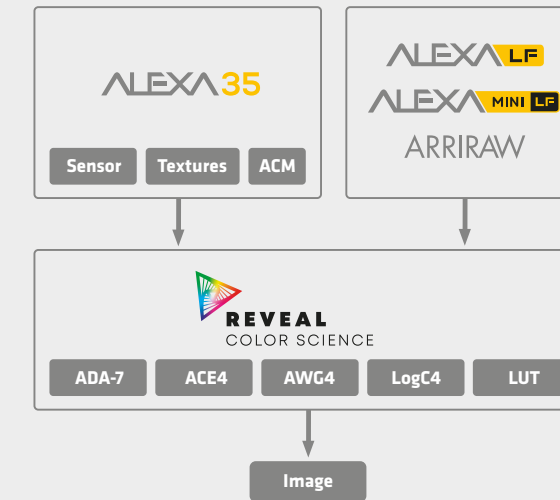 ALEXA 35
Sensor Textures ACM
ALEXA LF
ALEXA MINI LF
ARRIRAW
REVEAL
COLOR SCIENCE
ADA-7 ACE4 AWG4 LogC4 LUT
Image